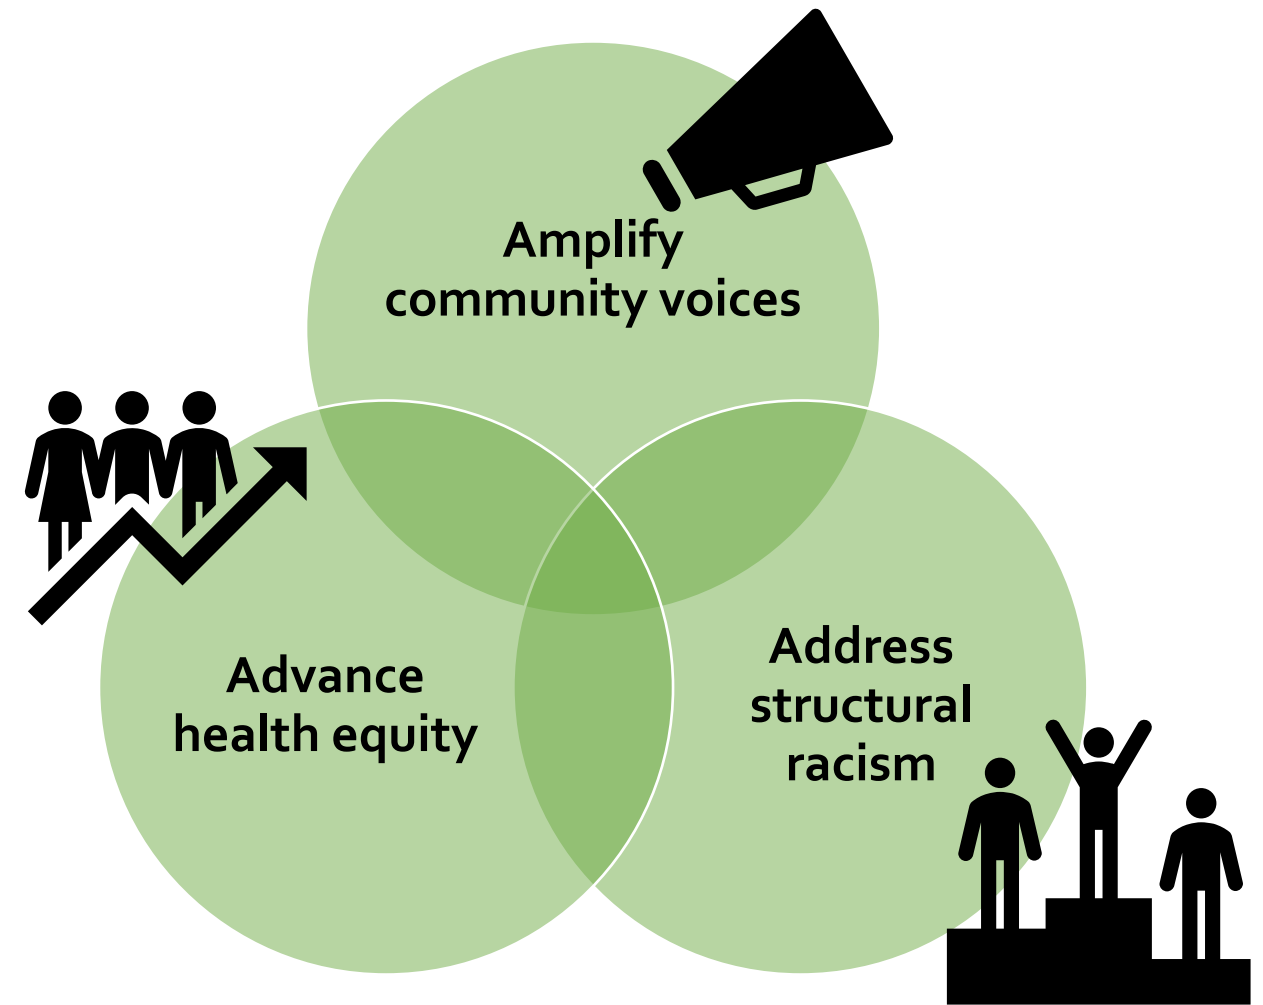 Amplify
community voices
Advance
health equity
Address
structural
racism